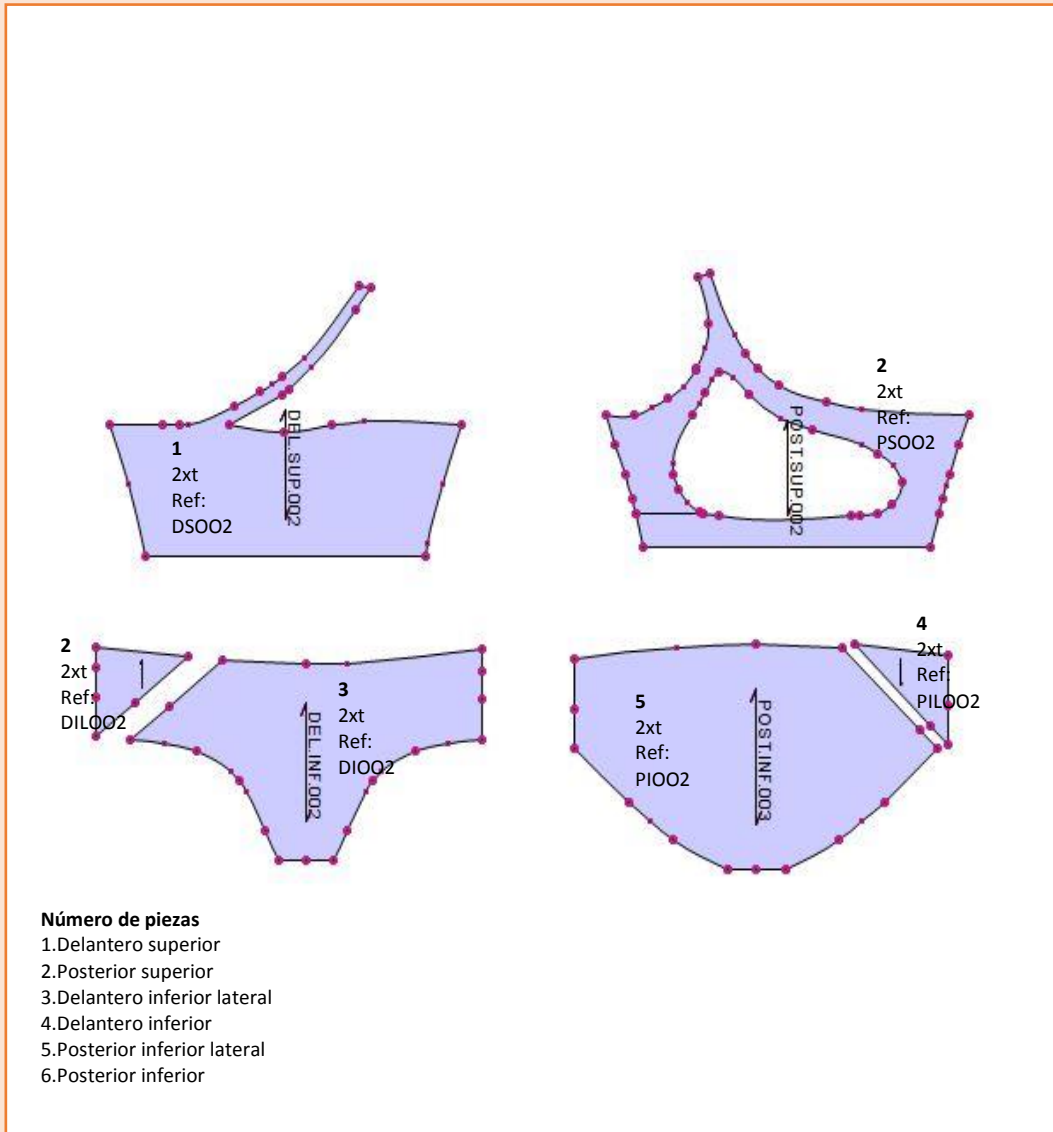 1
2xt
Ref:
DSOO2
DEL.SUP.002
2
2xt
Ref:
PSOO2
POST.SUP.002
2
2xt
Ref:
DILOO2
3
2xt
Ref:
DIOO2
DEL.INF.002
5
2xt
Ref:
PIOO2
POST.INF.003
4
2xt
Ref:
PILOO2
Número de piezas
1.Delantero superior
2.Posterior superior
3.Delantero inferior lateral
4.Delantero inferior
5.Posterior inferior lateral
6.Posterior inferior